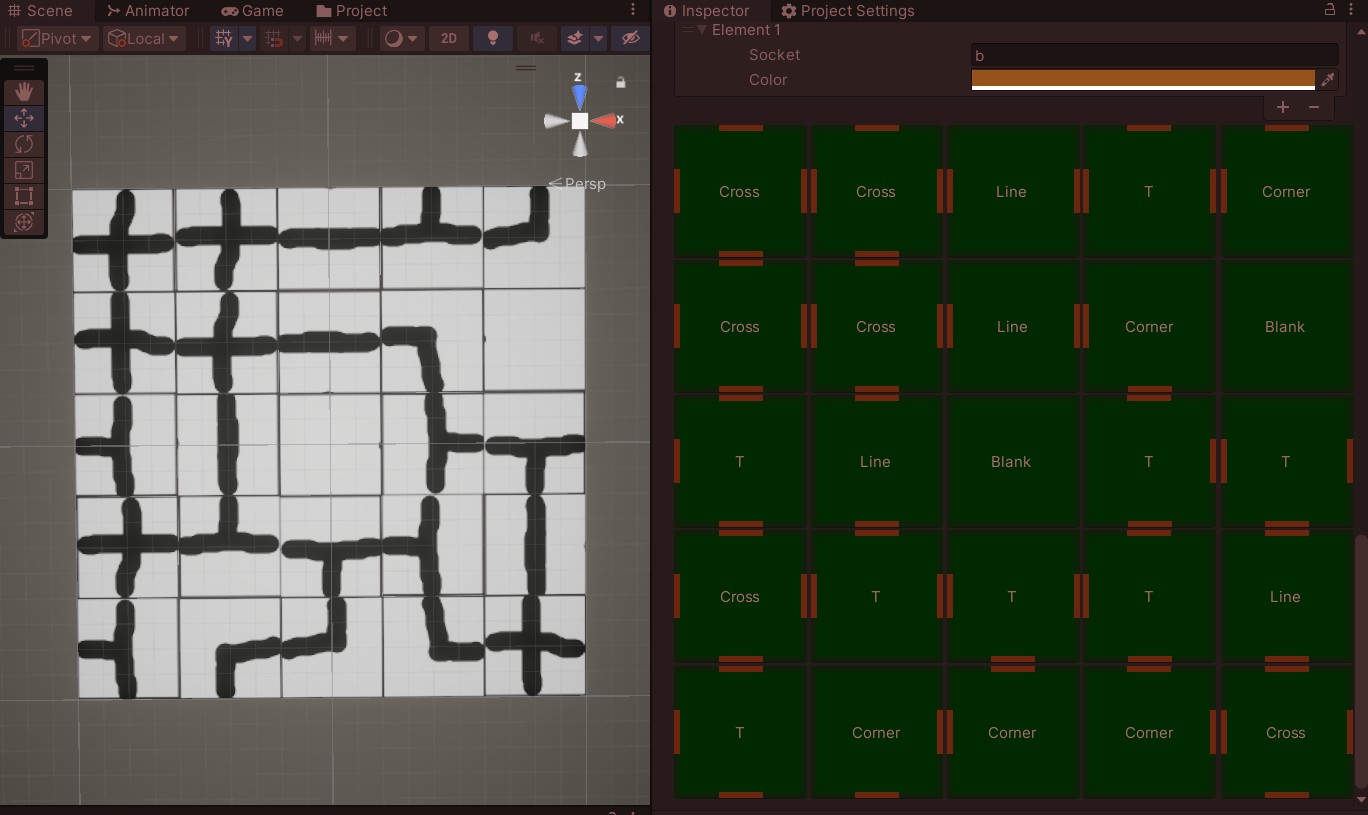 Scene Animator Game Project
Inspector Project Settings
Pivot Local 2D
Element 1
Socket b
Color
z
x
Persp
Y
Cross Cross Line T Corner
Cross Cross Line Corner Blank
T Line Blank T T
Cross T T T Line
T Corner Corner Corner Cross